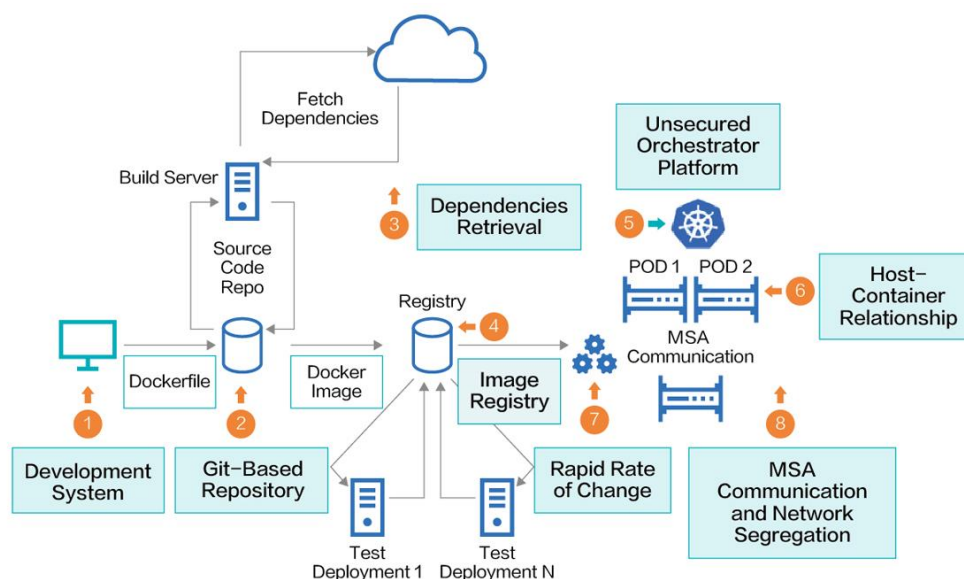 Fetch
Dependencies
Build Server
Unsecured
Orchestrator
Platform
3
Dependencies
Retrieval
5
Source
Code
Repo
POD 1
POD 2
6
Host–
Container
Relationship
Registry
4
MSA
Communication
Dockerfile
Docker
Image
Image
Registry
1
2
7
8
Development
System
Git–Based
Repository
Rapid Rate
of Change
MSA
Communication
and Network
Segregation
Test
Deployment 1
Test
Deployment N